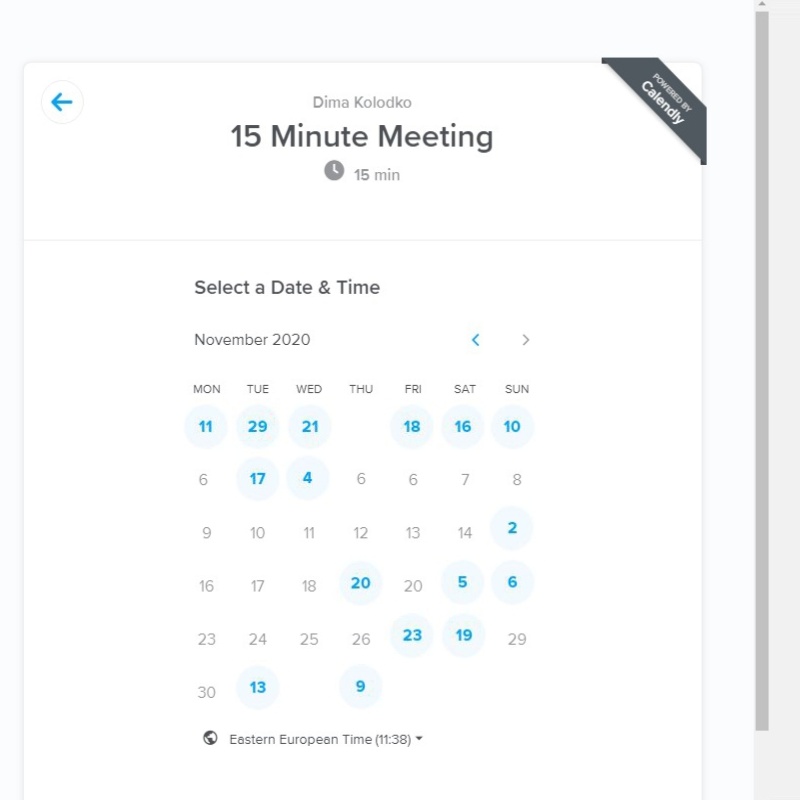 Dima Kolodko
POWERED BY
Calendly
15 Minute Meeting
15 min
Select a Date & Time
November 2020
MON TUE WED THU FRI SAT SUN
11 29 21 18 16 10
6 17 4 6 6 7 8
9 10 11 12 13 14 2
16 17 18 20 20 5 6
23 24 25 26 23 19 29
30 13 9
Eastern European Time (11:38)